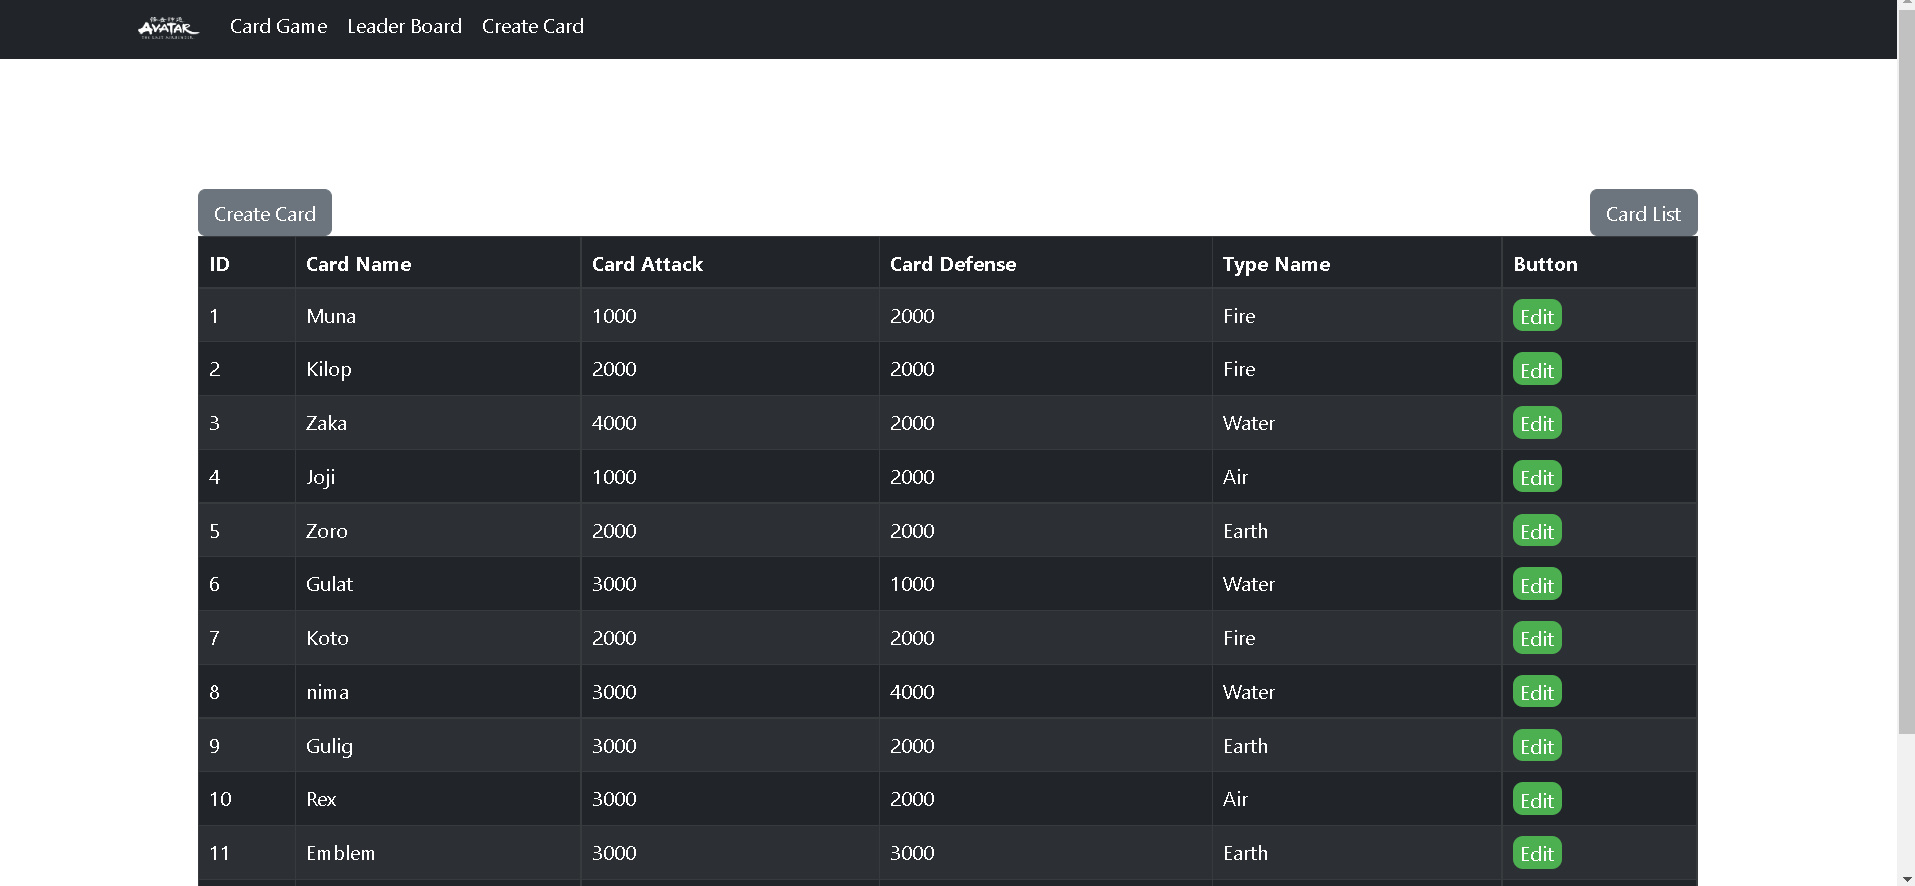 AVATAR Card Game Leader Board Create Card
Create Card Card List
ID Card Name Card Attack Card Defense Type Name Button
1 Muna 1000 2000 Fire Edit
2 Kilop 2000 2000 Fire Edit
3 Zaka 4000 2000 Water Edit
4 Joji 1000 2000 Air Edit
5 Zoro 2000 2000 Earth Edit
6 Gulat 3000 1000 Water Edit
7 Koto 2000 2000 Fire Edit
8 nima 3000 4000 Water Edit
9 Gulig 3000 2000 Earth Edit
10 Rex 3000 2000 Air Edit
11 Emblem 3000 3000 Earth Edit